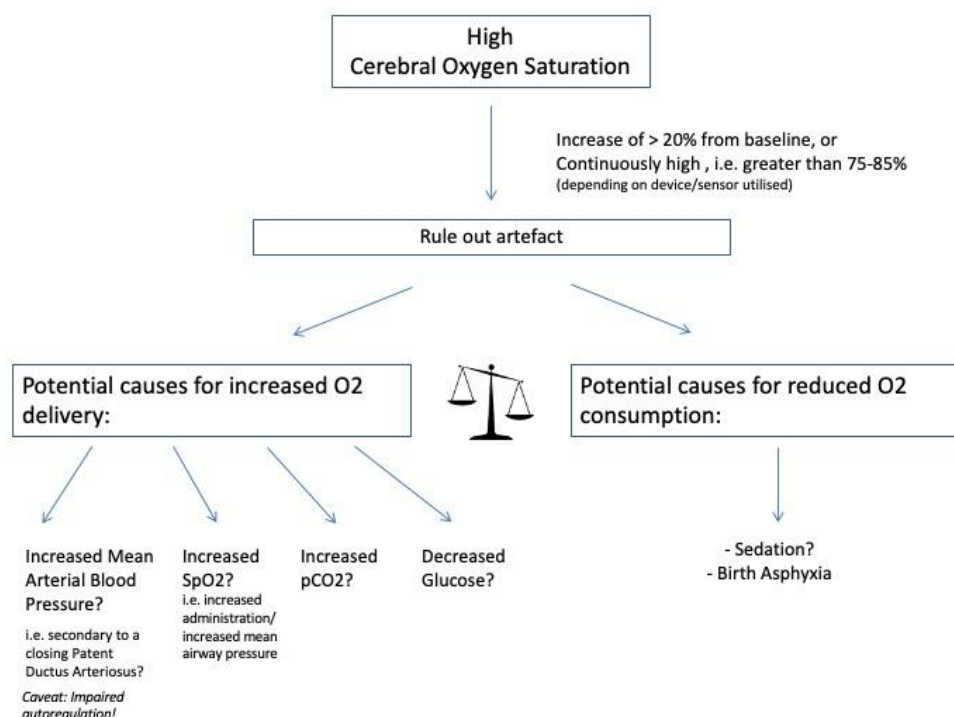 High
Cerebral Oxygen Saturation
Increase of > 20% from baseline, or
Continuously high , i.e. greater than 75-85%
(depending on device/sensor utilised)
Rule out artefact
Potential causes for increased O2
delivery:
Potential causes for reduced O2
consumption:
Increased Mean
Arterial Blood
Pressure?
i.e. secondary to a
closing Patent
Ductus Arteriosus?
Caveat: Impaired
autoregulation!
Increased
SpO2?
i.e. increased
administration/
increased mean
airway pressure
Increased
pCO2?
Decreased
Glucose?
- Sedation?
- Birth Asphyxia